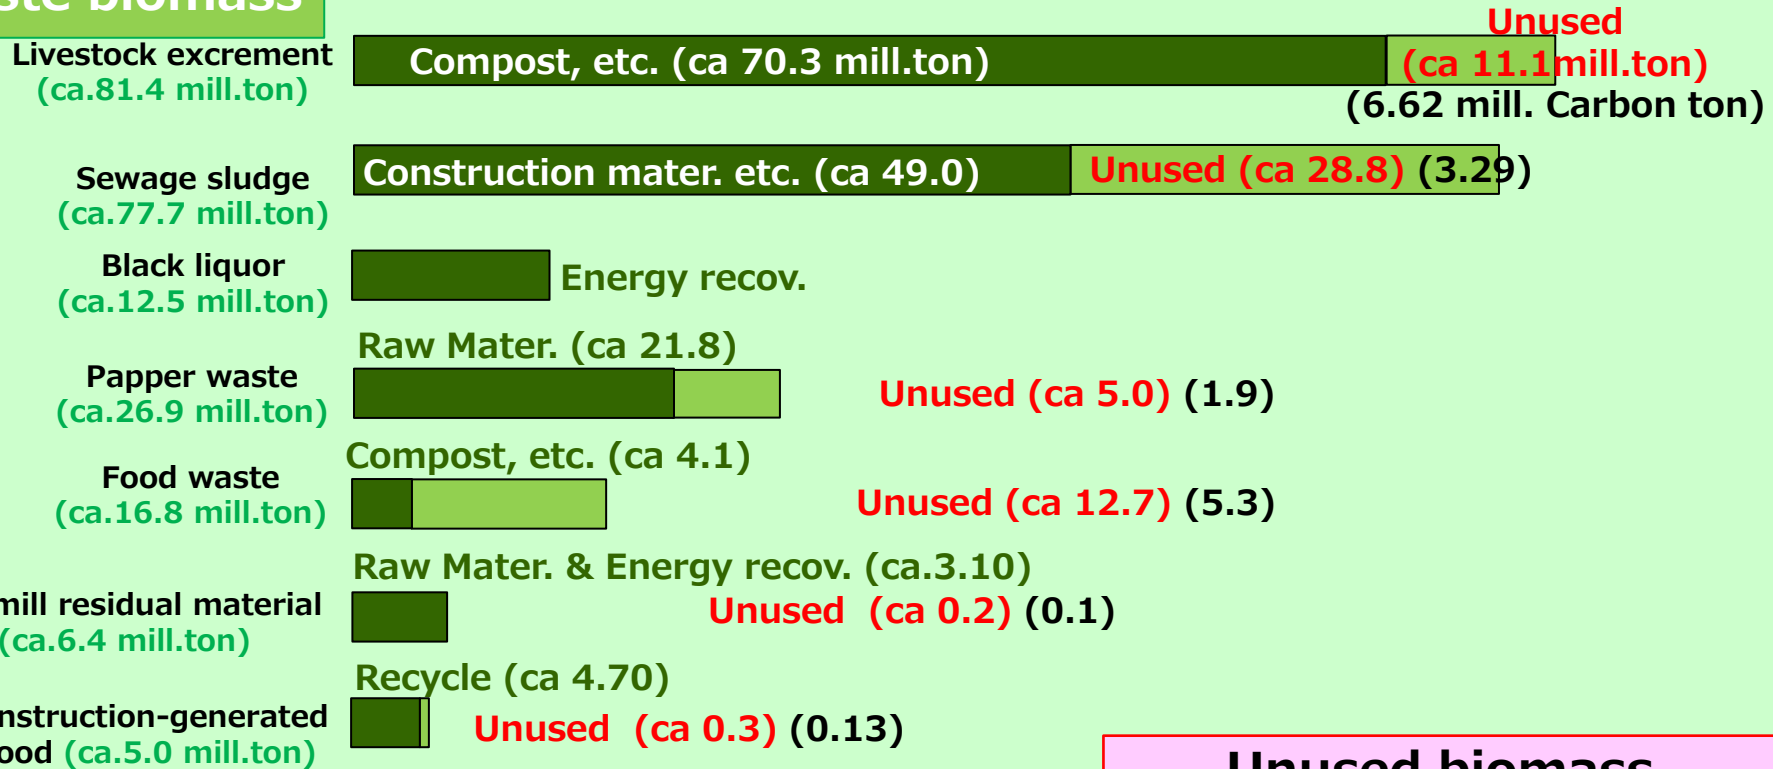 biomass
Unused
Livestock excrement
(ca.81.4 mill.ton)
Compost, etc. (ca 70.3 mill.ton)
(ca 11.1mill.ton)
(6.62 mill. Carbon ton)
Sewage sludge
(ca.77.7 mill.ton)
Construction mater. etc. (ca 49.0)
Unused (ca 28.8) (3.29)
Black liquor
(ca.12.5 mill.ton)
Energy recov.
Raw Mater. (ca 21.8)
Papper waste
(ca.26.9 mill.ton)
Unused (ca 5.0) (1.9)
Compost, etc. (ca 4.1)
Food waste
(ca.16.8 mill.ton)
Unused (ca 12.7) (5.3)
Raw Mater. & Energy recov. (ca.3.10)
mill residual material
(ca.6.4 mill.ton)
Unused (ca 0.2) (0.1)
Recycle (ca 4.70)
nstruction-generated
ood (ca.5.0 mill.ton)
Unused (ca 0.3) (0.13)
Unused biomass